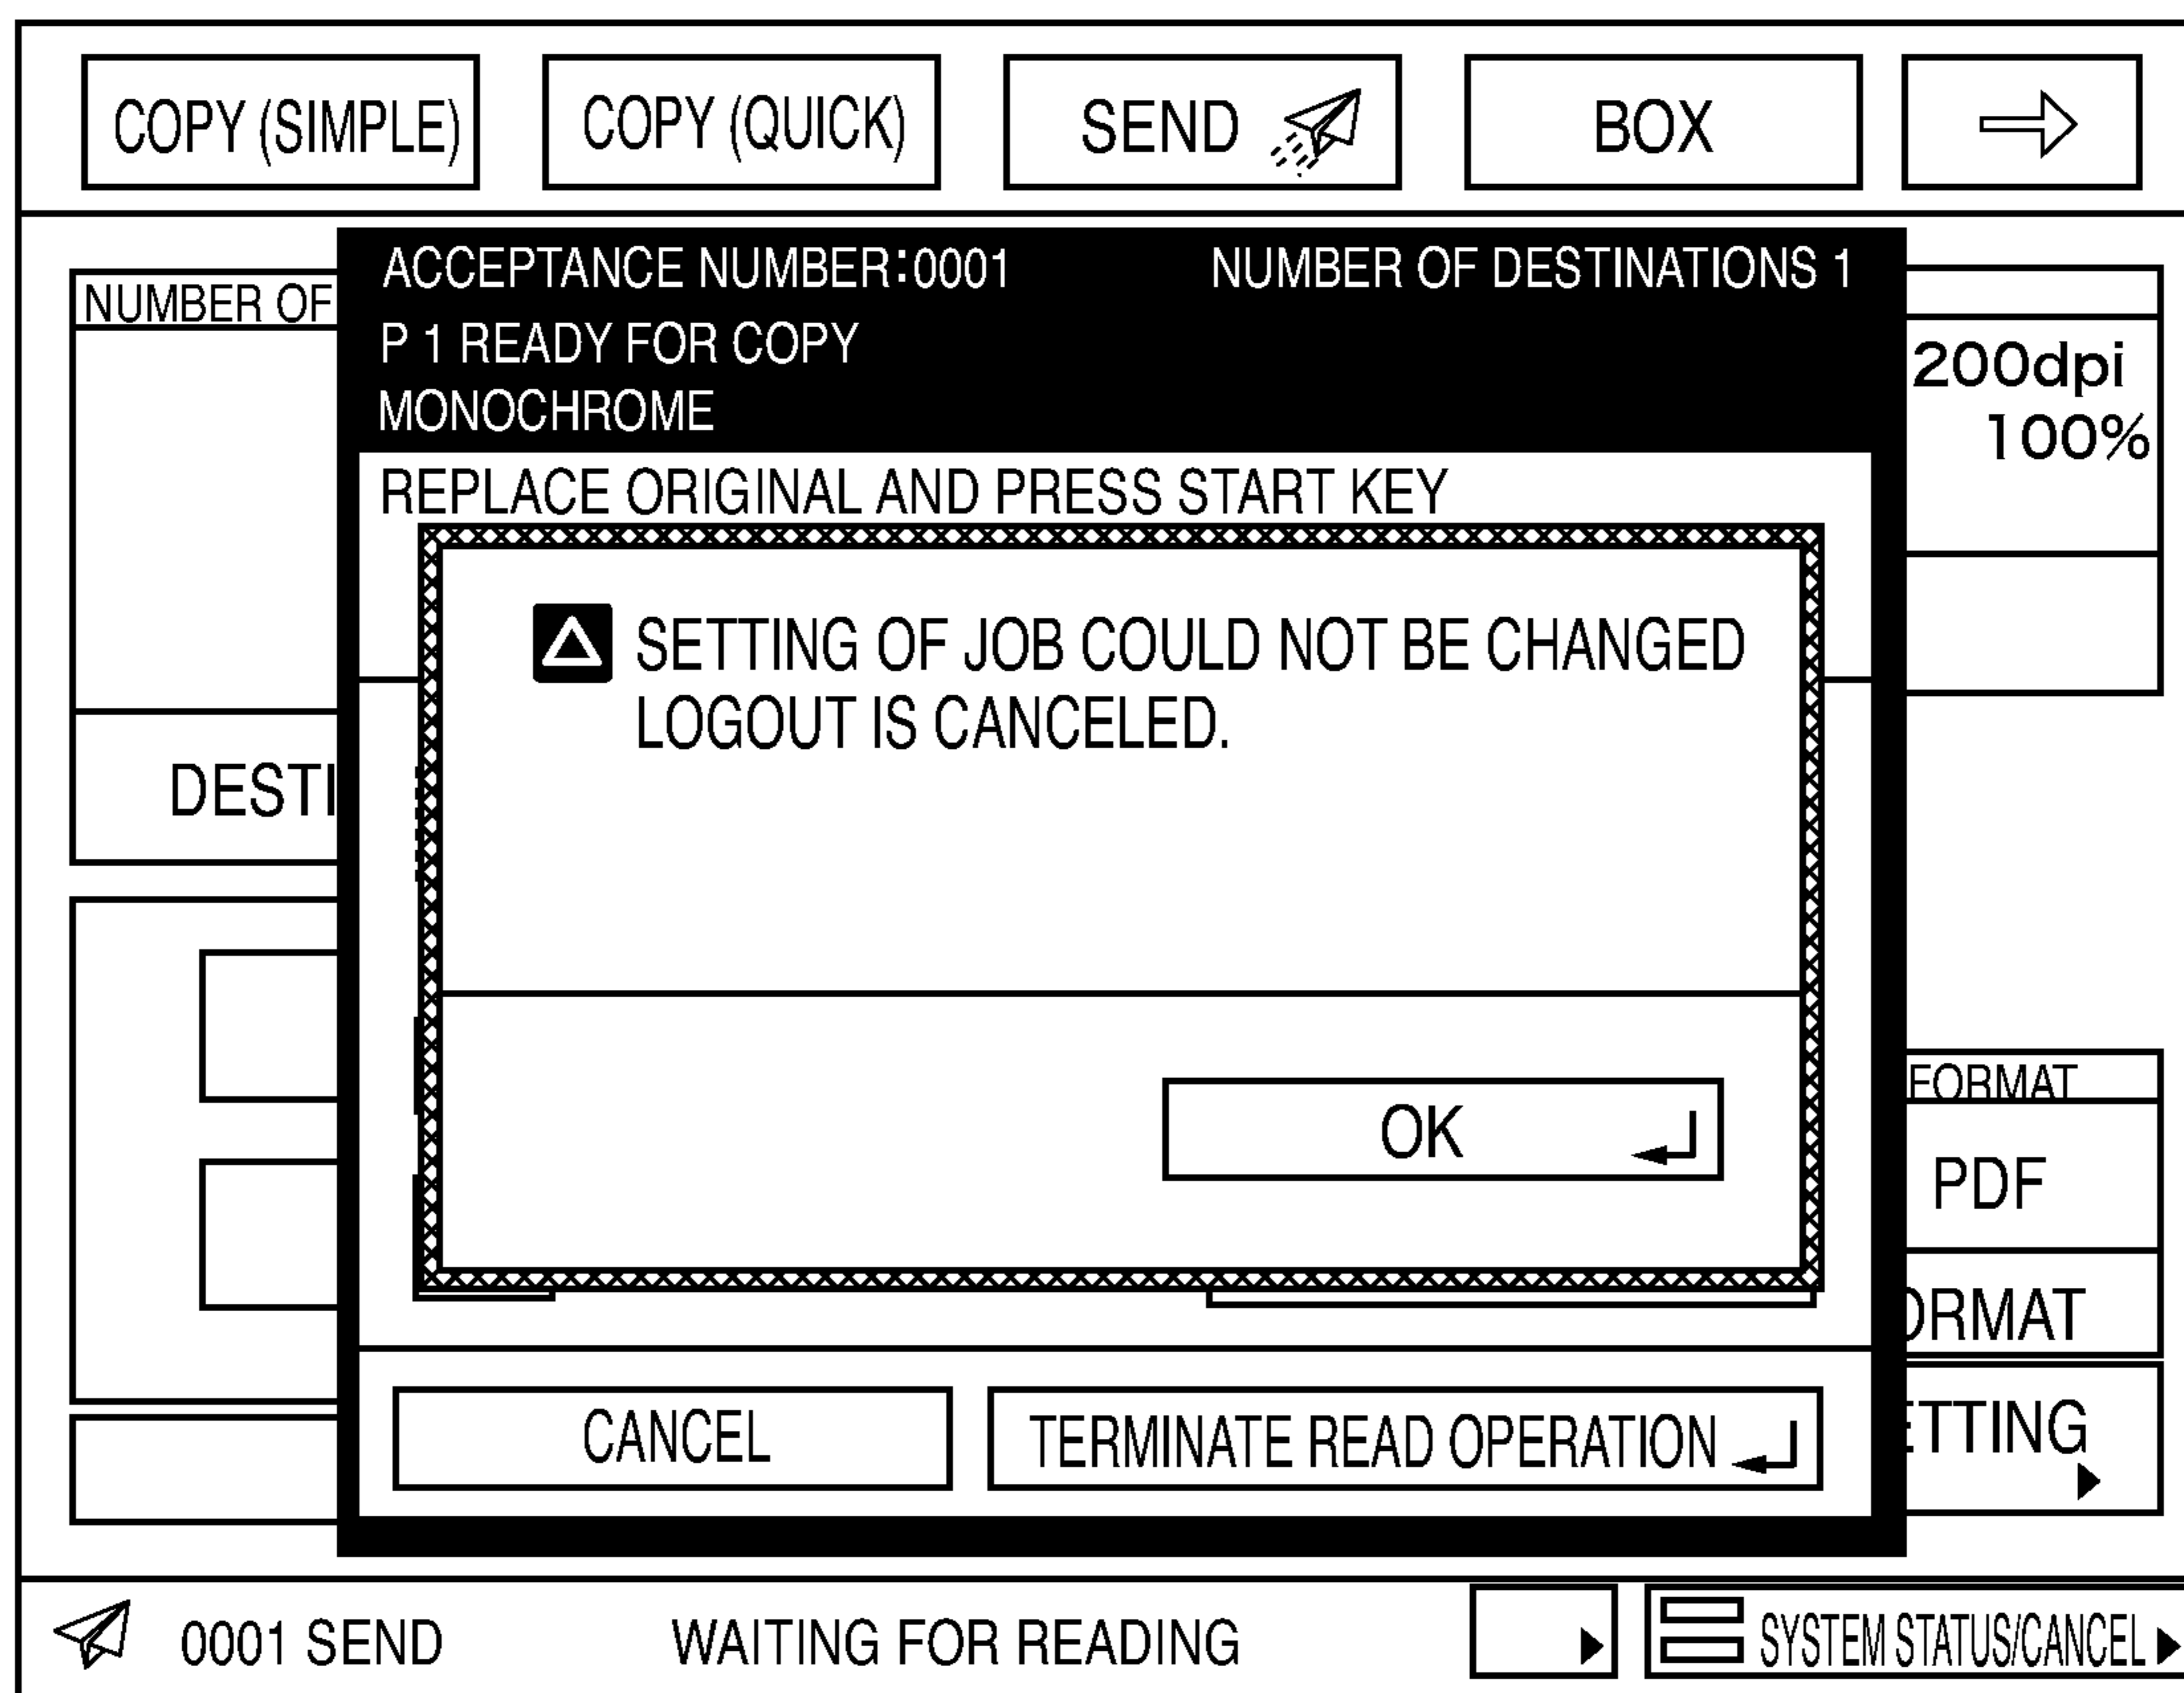 COPY (SIMPLE)
COPY (QUICK)
SEND
BOX
ACCEPTANCE NUMBER:0001
NUMBER OF DESTINATIONS 1
NUMBER OF
P 1 READY FOR COPY
MONOCHROME
200dpi
100%
REPLACE ORIGINAL AND PRESS START KEY
SETTING OF JOB COULD NOT BE CHANGED
LOGOUT IS CANCELED.
DESTI
OK
FORMAT
PDF
ORMAT
ETTING
CANCEL
TERMINATE READ OPERATION
0001 SEND
WAITING FOR READING
SYSTEM STATUS/CANCEL